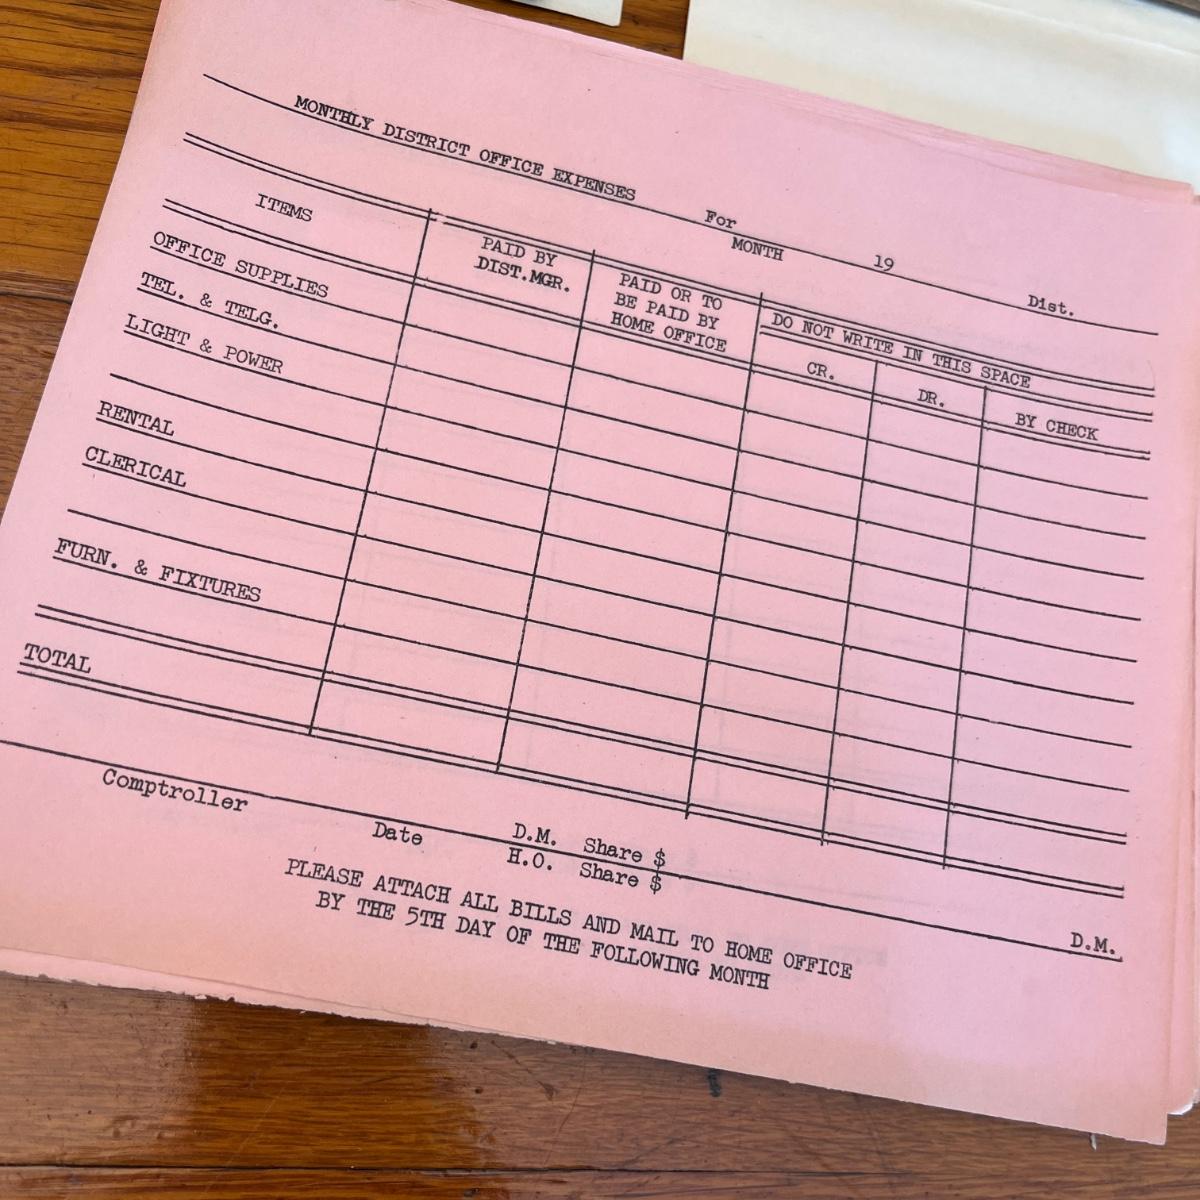 MONTHLY DISTRICT OFFICE EXPENSES For MONTH 19 Dist.
ITEMS
PAID BY
DIST.MGR.
PAID OR TO
BE PAID BY
HOME OFFICE
DO NOT WRITE IN THIS SPACE
CR. DR. BY CHECK
OFFICE SUPPLIES
TEL. & TELG.
LIGHT & POWER
RENTAL
CLERICAL
FURN. & FIXTURES
TOTAL
Comptroller Date D.M. Share $
H.O. Share $
D.M.
PLEASE ATTACH ALL BILLS AND MAIL TO HOME OFFICE
BY THE 5TH DAY OF THE FOLLOWING MONTH